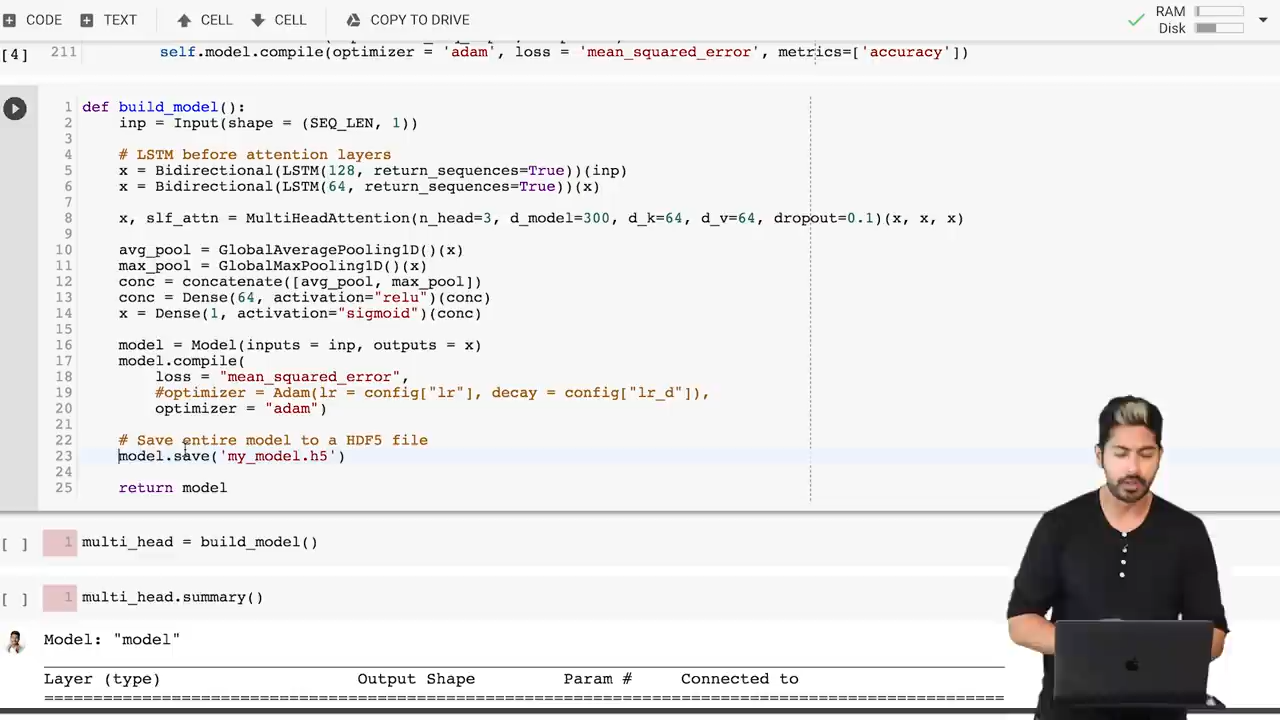 CODE TEXT CELL CELL COPY TO DRIVE RAM
Disk
[4] 211 self.model.compile(optimizer = 'adam', loss = 'mean_squared_error', metrics=['accuracy'])
1 def build_model():
2 inp = Input(shape = (SEQ_LEN, 1))
3
4 # LSTM before attention layers
5 x = Bidirectional(LSTM(128, return_sequences=True))(inp)
6 x = Bidirectional(LSTM(64, return_sequences=True))(x)
7
8 x, slf_attn = MultiHeadAttention(n_head=3, d_model=300, d_k=64, d_v=64, dropout=0.1)(x, x, x)
9
10 avg_pool = GlobalAveragePooling1D()(x)
11 max_pool = GlobalMaxPooling1D()(x)
12 conc = concatenate([avg_pool, max_pool])
13 conc = Dense(64, activation="relu")(conc)
14 x = Dense(1, activation="sigmoid")(conc)
15
16 model = Model(inputs = inp, outputs = x)
17 model.compile(
18 loss = "mean_squared_error",
19 #optimizer = Adam(lr = config["lr"], decay = config["lr_d"]),
20 optimizer = "adam")
21
22 # Save entire model to a HDF5 file
23 model.save('my_model.h5')
24
25 return model
[ ] 1 multi_head = build_model()
[ ] 1 multi_head.summary()
Model: "model"
Layer (type) Output Shape Param # Connected to